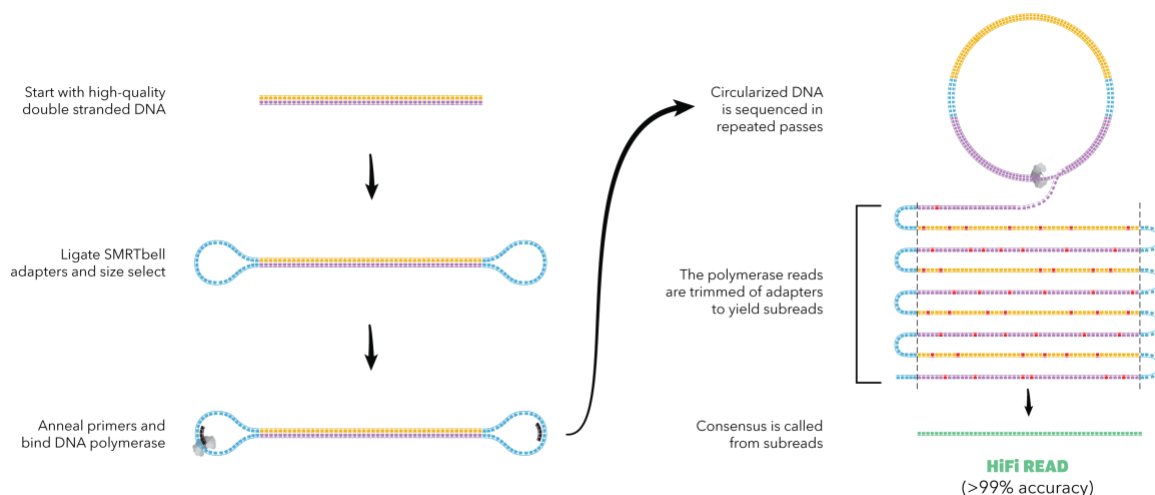 Start with high-quality
double stranded DNA
Ligate SMRTbell
adapters and size select
Anneal primers and
bind DNA polymerase
Circularized DNA
is sequenced in
repeated passes
The polymerase reads
are trimmed of adapters
to yield subreads
Consensus is called
from subreads
HiFi READ
(>99% accuracy)